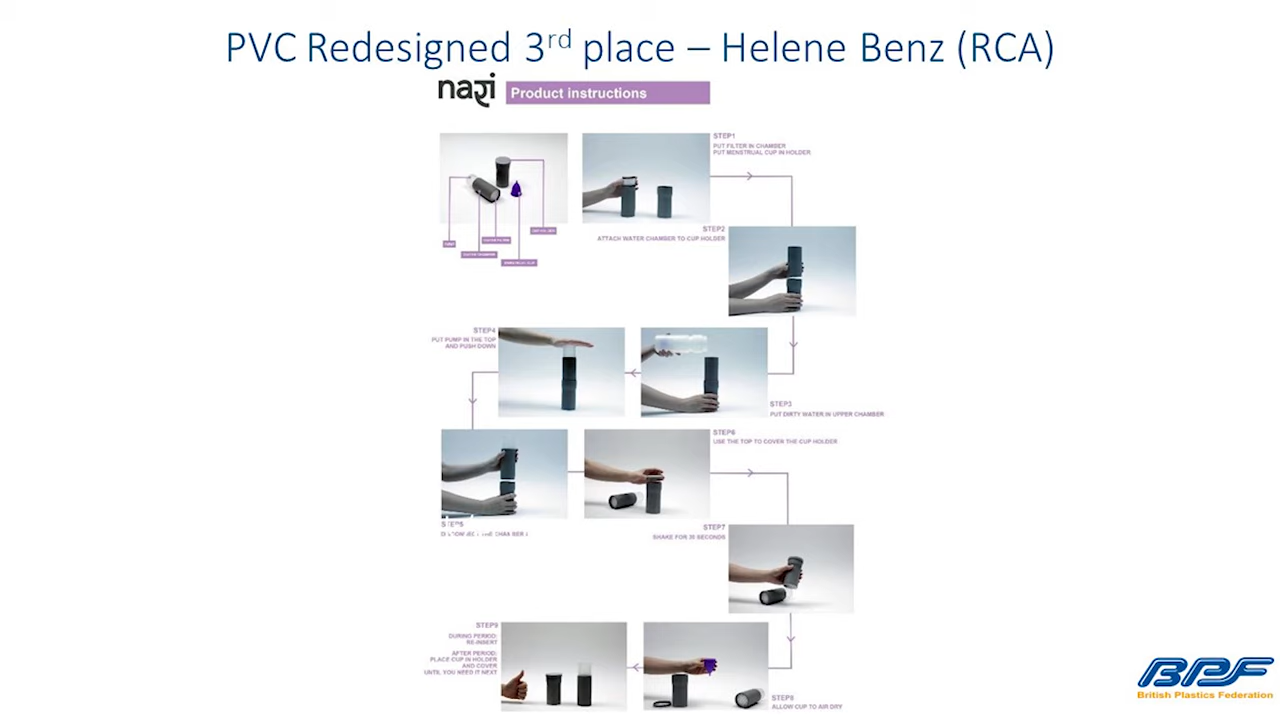 PVC Redesigned 3rd place – Helene Benz (RCA)
nari
Product instructions
STEP1
PUT FILTER IN CHAMBER
PUT MENSTRUAL CUP IN HOLDER
STEP2
ATTACH WATER CHAMBER TO CUP HOLDER
STEP3
PUT DIRTY WATER IN UPPER CHAMBER
STEP4
PUT PUMP IN THE TOP
AND PUSH DOWN
STEP5
STEP6
USE THE TOP TO COVER THE CUP HOLDER
STEP7
SHAKE FOR 30 SECONDS
STEP8
ALLOW CUP TO AIR DRY
STEP9
DURING PERIOD:
RE-INSERT
AFTER PERIOD:
PLACE CUP IN HOLDER
AND COVER
UNTIL YOU NEED IT NEXT
BPF
British Plastics Federation